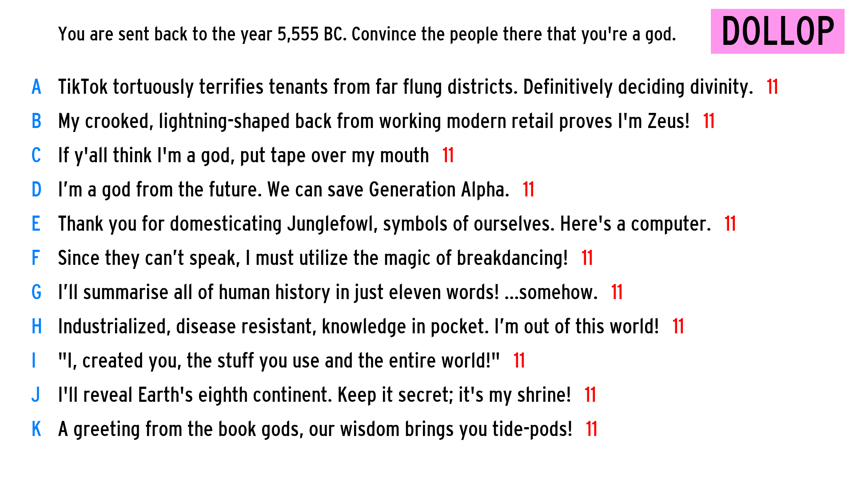 You are sent back to the year 5,555 BC. Convince the people there that you're a god.
DOLLOP
A TikTok tortuously terrifies tenants from far flung districts. Definitively deciding divinity. 11
B My crooked, lightning-shaped back from working modern retail proves I'm Zeus! 11
C If y'all think I'm a god, put tape over my mouth 11
D I’m a god from the future. We can save Generation Alpha. 11
E Thank you for domesticating Junglefowl, symbols of ourselves. Here's a computer. 11
F Since they can’t speak, I must utilize the magic of breakdancing! 11
G I’ll summarise all of human history in just eleven words! ...somehow. 11
H Industrialized, disease resistant, knowledge in pocket. I’m out of this world! 11
I "I, created you, the stuff you use and the entire world!" 11
J I'll reveal Earth's eighth continent. Keep it secret; it's my shrine! 11
K A greeting from the book gods, our wisdom brings you tide-pods! 11